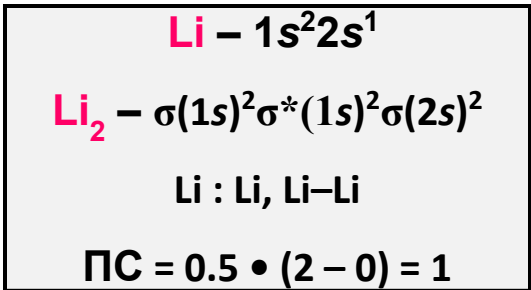 Li – 1s²2s¹
Li₂ – σ(1s)²σ*(1s)²σ(2s)²
Li : Li, Li–Li
ПС = 0.5 • (2 – 0) = 1